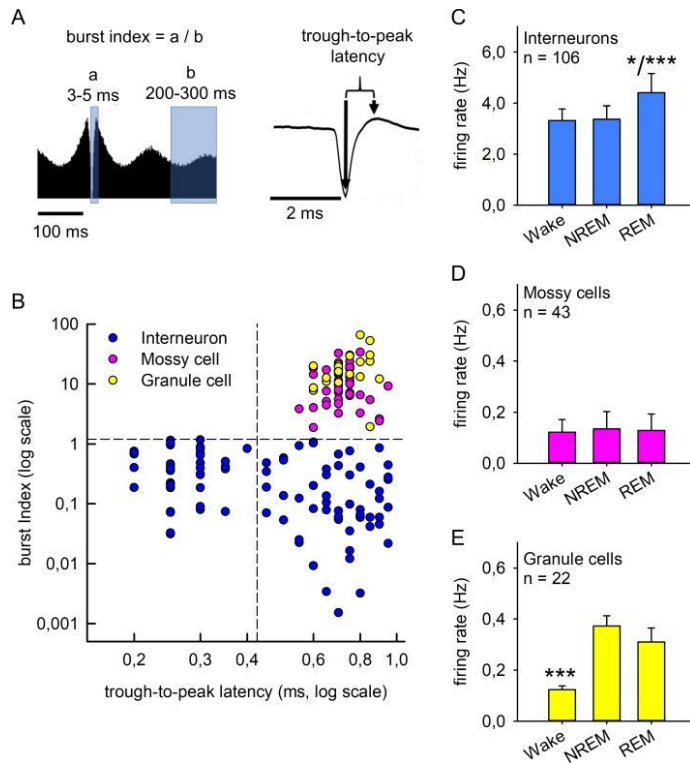 A
burst index = a / b
a
3-5 ms
b
200-300 ms
100 ms
trough-to-peak
latency
2 ms
B
burst Index (log scale)
100
10
1
0,1
0,01
0,001
Interneuron
Mossy cell
Granule cell
0,2
0,3
0,4
0,6
0,8
1,0
trough-to-peak latency (ms, log scale)
C
firing rate (Hz)
6,0
4,0
2,0
0,0
Interneurons
n = 106
*/***
Wake
NREM
REM
D
firing rate (Hz)
0,6
0,4
0,2
0,0
Mossy cells
n = 43
Wake
NREM
REM
E
firing rate (Hz)
0,6
0,4
0,2
0,0
Granule cells
n = 22
***
Wake
NREM
REM